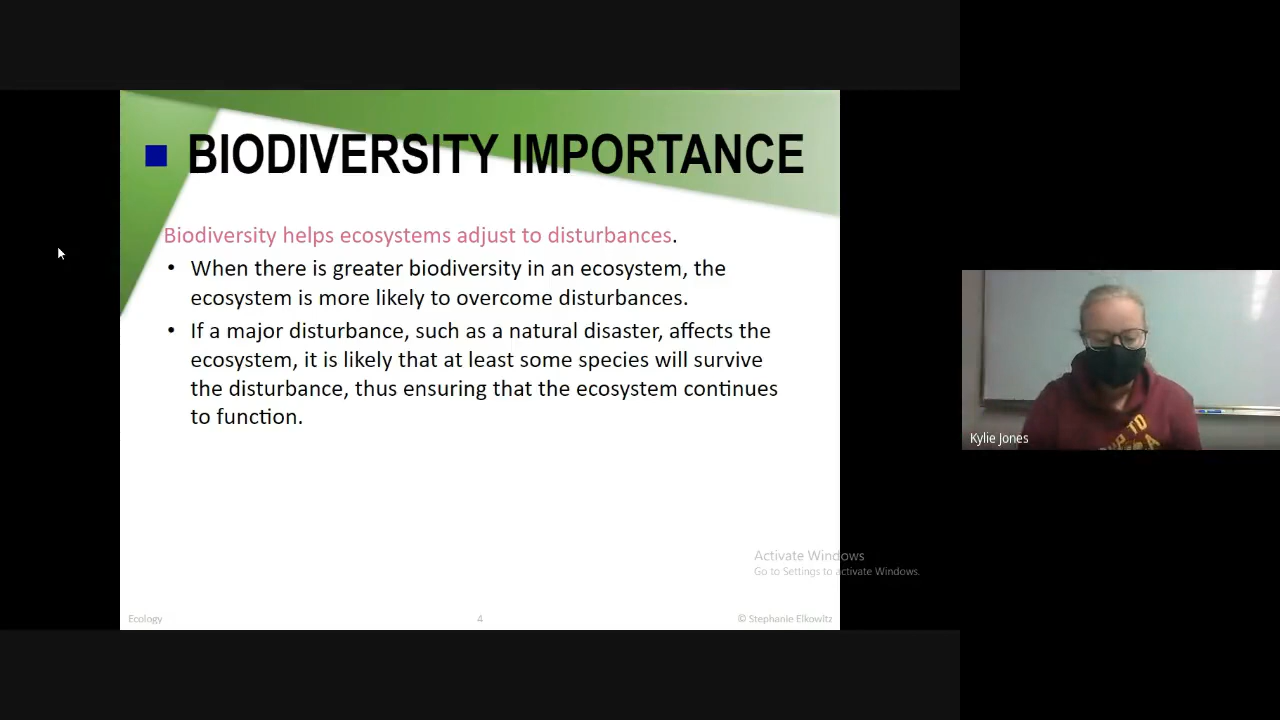 BIODIVERSITY IMPORTANCE
Biodiversity helps ecosystems adjust to disturbances.
• When there is greater biodiversity in an ecosystem, the
ecosystem is more likely to overcome disturbances.
• If a major disturbance, such as a natural disaster, affects the
ecosystem, it is likely that at least some species will survive
the disturbance, thus ensuring that the ecosystem continues
to function.
Kylie Jones
TO
Activate Windows
Go to Settings to activate Windows.
Ecology
4
© Stephanie Elkowitz